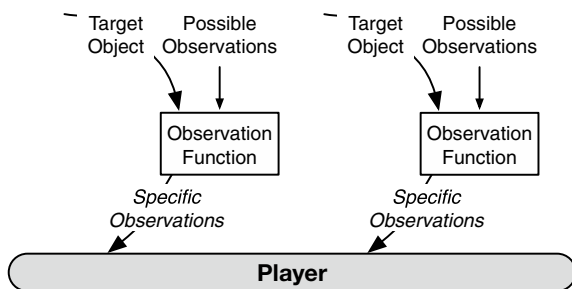 Target
Object
Possible
Observations
Observation
Function
Specific
Observations
Target
Object
Possible
Observations
Observation
Function
Specific
Observations
Player